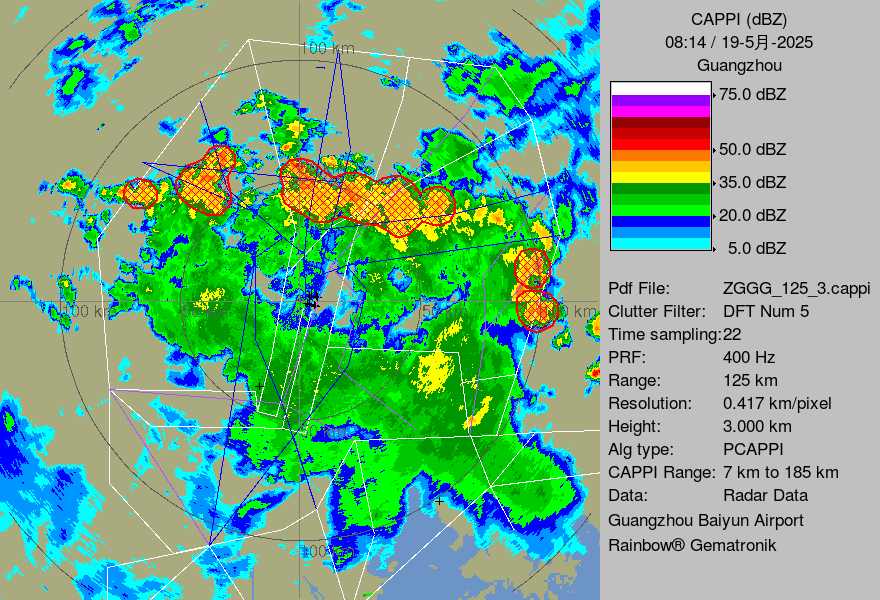 100 km
100 km
50 km
100 km
100 km
CAPPI (dBZ)
08:14 / 19-5月-2025
Guangzhou
75.0 dBZ
50.0 dBZ
35.0 dBZ
20.0 dBZ
5.0 dBZ
Pdf File: ZGGG_125_3.cappi
Clutter Filter: DFT Num 5
Time sampling:22
PRF: 400 Hz
Range: 125 km
Resolution: 0.417 km/pixel
Height: 3.000 km
Alg type: PCAPPI
CAPPI Range: 7 km to 185 km
Data: Radar Data
Guangzhou Baiyun Airport
Rainbow® Gematronik